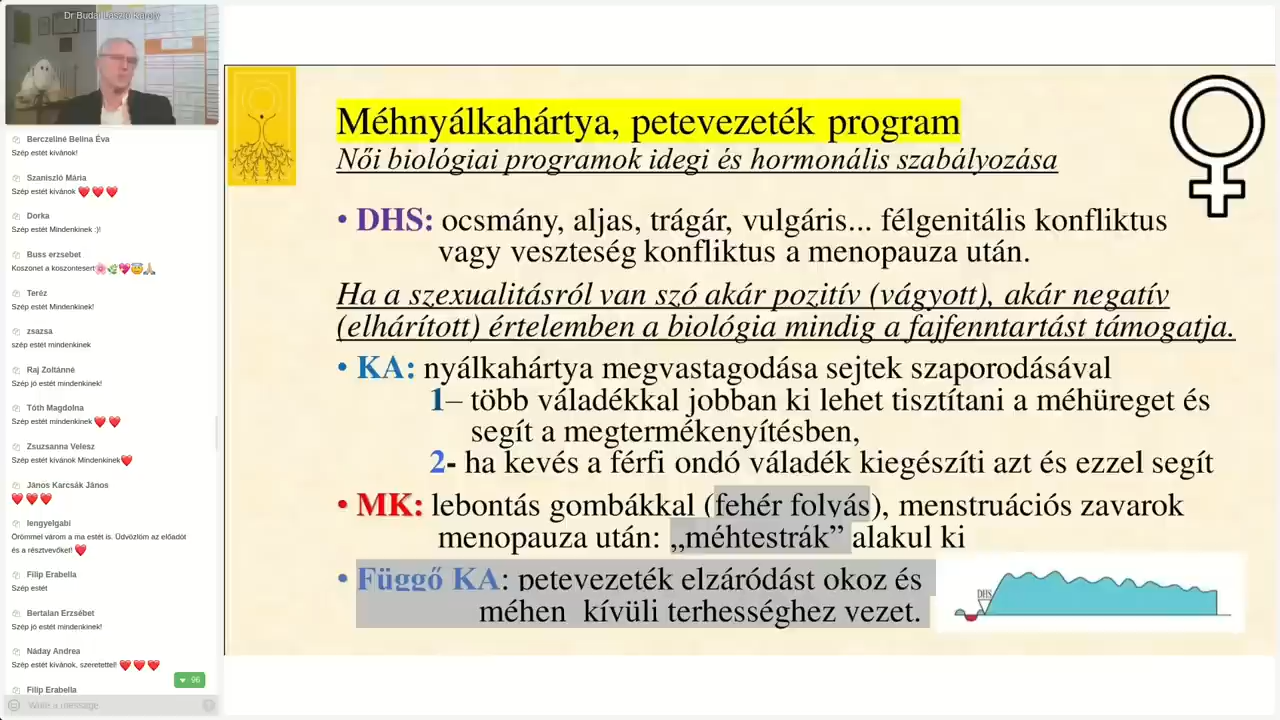 Dr Budai László Károly
Berczeliné Belina Éva
Szép estét kívánok!
Szaniszló Mária
Szép estét kívánok ❤️ ❤️ ❤️
Dorka
Szép estét Mindenkinek :)!
Buss erzsebet
Koszonet a koszontesert🌸🌿💖😇🙏
Teréz
Szép estét Mindenkinek!
zsazsa
szép estét mindenkinek
Raj Zoltánné
Szép jó estét mindenkinek!
Tóth Magdolna
Szép estét mindenkinek ❤️ ❤️
Zsuzsanna Velesz
Szép estét kívánok Mindenkinek❤️
János Karcsák János
❤️ ❤️ ❤️
lengyelgabi
Örömmel várom a ma estét is. Üdvözlöm az előadót
és a résztvevőket! ❤️
Filip Erabella
Szép estét
Bertalan Erzsébet
Szép jó estét mindenkinek!
Náday Andrea
Szép estét kívánok, szeretettel! ❤️ ❤️ ❤️
96
Filip Erabella
Write a message
Méhnyálkahártya, petevezeték program
Női biológiai programok idegi és hormonális szabályozása
• DHS: ocsmány, aljas, trágár, vulgáris... félgenitális konfliktus
vagy veszteség konfliktus a menopauza után.
Ha a szexualitásról van szó akár pozitív (vágyott), akár negatív
(elhárított) értelemben a biológia mindig a fajfenntartást támogatja.
• KA: nyálkahártya megvastagodása sejtek szaporodásával
1– több váladékkal jobban ki lehet tisztítani a méhüreget és
segít a megtermékenyítésben,
2- ha kevés a férfi ondó váladék kiegészíti azt és ezzel segít
• MK: lebontás gombákkal (fehér folyás), menstruációs zavarok
menopauza után: „méhtestrák” alakul ki
• Függő KA: petevezeték elzáródást okoz és
méhen kívüli terhességhez vezet.
DHS